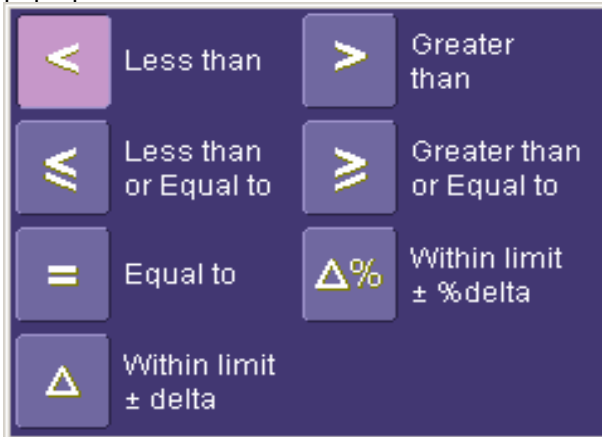 < Less than > Greater than
≤ Less than or Equal to ≥ Greater than or Equal to
= Equal to Δ% Within limit ± %delta
Δ Within limit ± delta